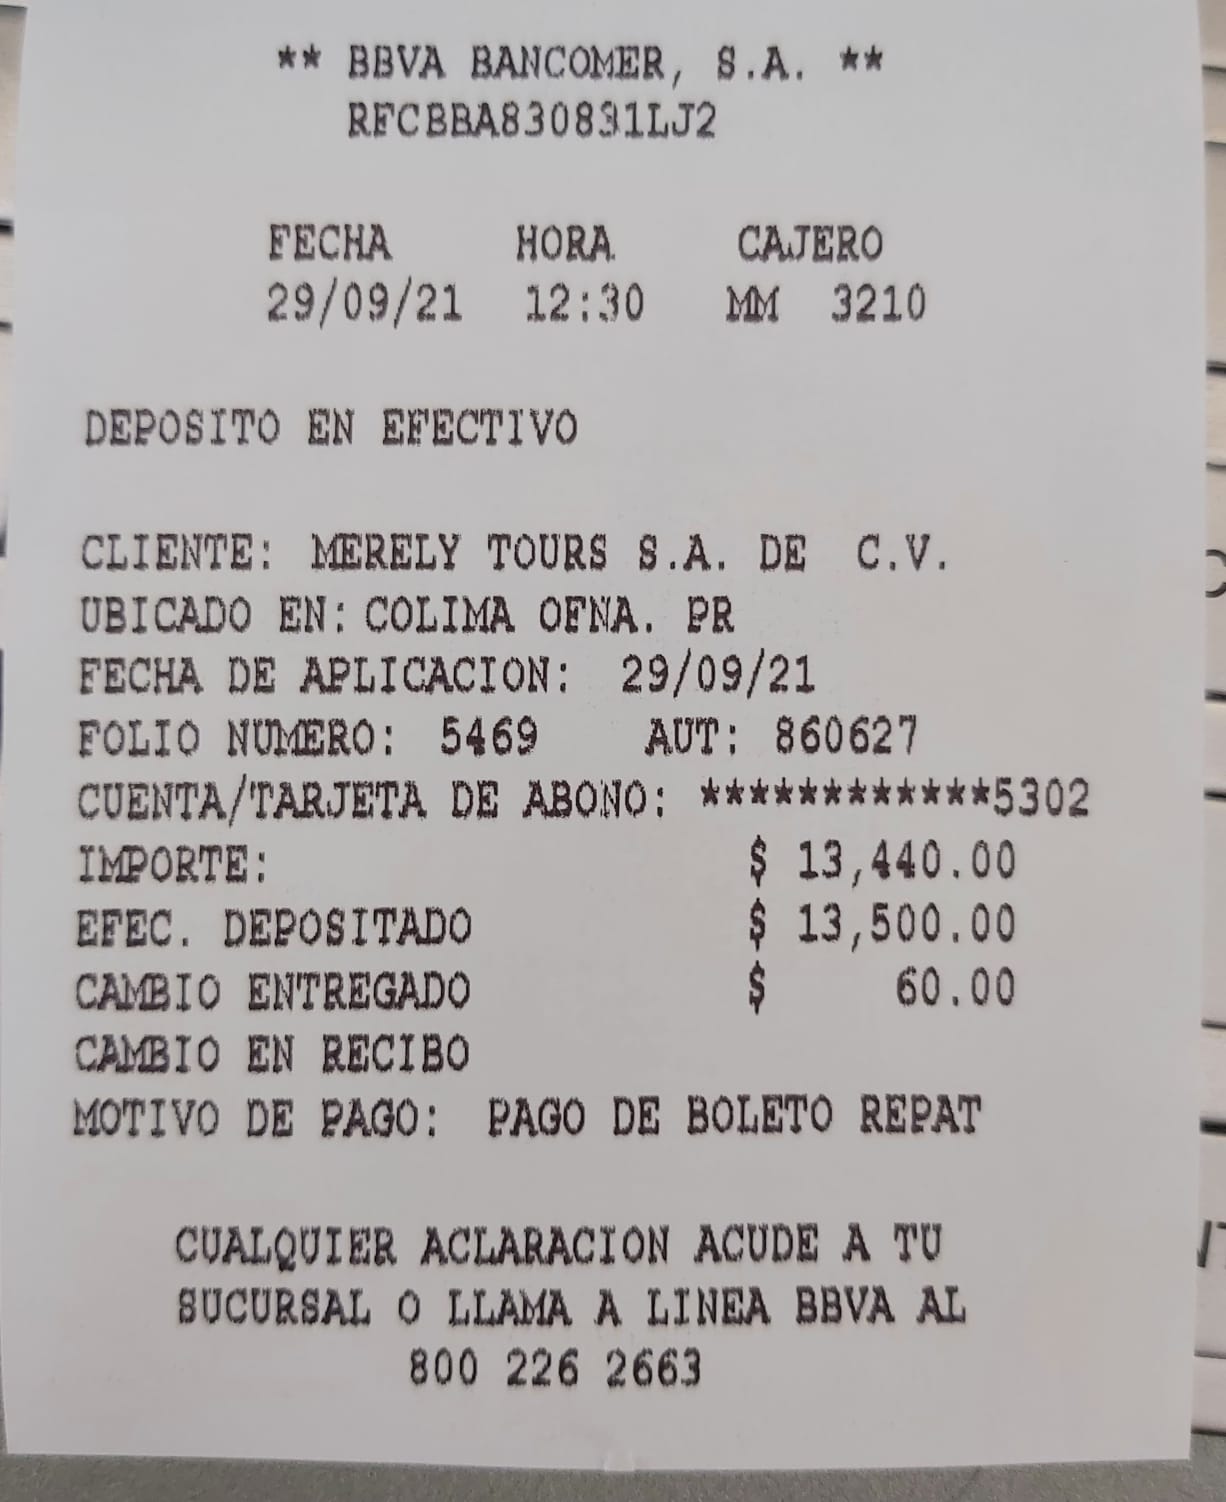 ** BBVA BANCOMER, S.A. **
RFCBBA830831LJ2
FECHA HORA CAJERO
29/09/21 12:30 MM 3210
DEPOSITO EN EFECTIVO
CLIENTE: MERELY TOURS S.A. DE C.V.
UBICADO EN: COLIMA OFNA. PR
FECHA DE APLICACION: 29/09/21
FOLIO NUMERO: 5469 AUT: 860627
CUENTA/TARJETA DE ABONO: ************5302
IMPORTE: $ 13,440.00
EFEC. DEPOSITADO $ 13,500.00
CAMBIO ENTREGADO $ 60.00
CAMBIO EN RECIBO
MOTIVO DE PAGO: PAGO DE BOLETO REPAT
CUALQUIER ACLARACION ACUDE A TU
SUCURSAL O LLAMA A LINEA BBVA AL
800 226 2663